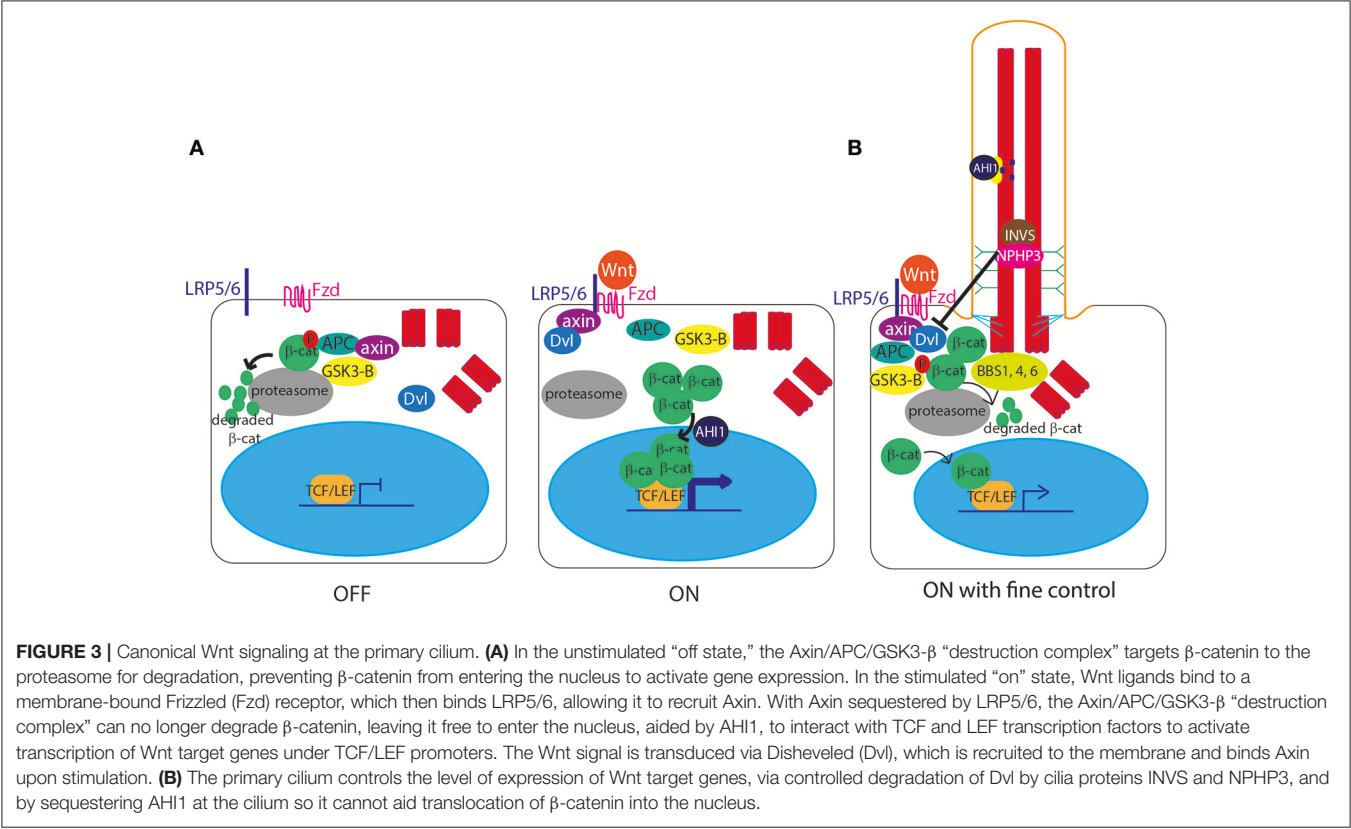 A
B
AHI1
INVS
NPHP3
Wnt
Wnt
LRP5/6
Fzd
LRP5/6
Fzd
LRP5/6
Fzd
P
β-cat
APC
axin
GSK3-B
proteasome
Dvl
degraded
β-cat
TCF/LEF
axin
Dvl
APC
GSK3-B
proteasome
β-cat
β-cat
β-cat
AHI1
β-cat
β-ca
β-cat
TCF/LEF
axin
Dvl
β-cat
APC
P
GSK3-B
β-cat
BBS1, 4, 6
proteasome
degraded β-cat
β-cat
β-cat
TCF/LEF
OFF
ON
ON with fine control
FIGURE 3 | Canonical Wnt signaling at the primary cilium. (A) In the unstimulated “off state,” the Axin/APC/GSK3-β “destruction complex” targets β-catenin to the
proteasome for degradation, preventing β-catenin from entering the nucleus to activate gene expression. In the stimulated “on” state, Wnt ligands bind to a
membrane-bound Frizzled (Fzd) receptor, which then binds LRP5/6, allowing it to recruit Axin. With Axin sequestered by LRP5/6, the Axin/APC/GSK3-β “destruction
complex” can no longer degrade β-catenin, leaving it free to enter the nucleus, aided by AHI1, to interact with TCF and LEF transcription factors to activate
transcription of Wnt target genes under TCF/LEF promoters. The Wnt signal is transduced via Disheveled (Dvl), which is recruited to the membrane and binds Axin
upon stimulation. (B) The primary cilium controls the level of expression of Wnt target genes, via controlled degradation of Dvl by cilia proteins INVS and NPHP3, and
by sequestering AHI1 at the cilium so it cannot aid translocation of β-catenin into the nucleus.